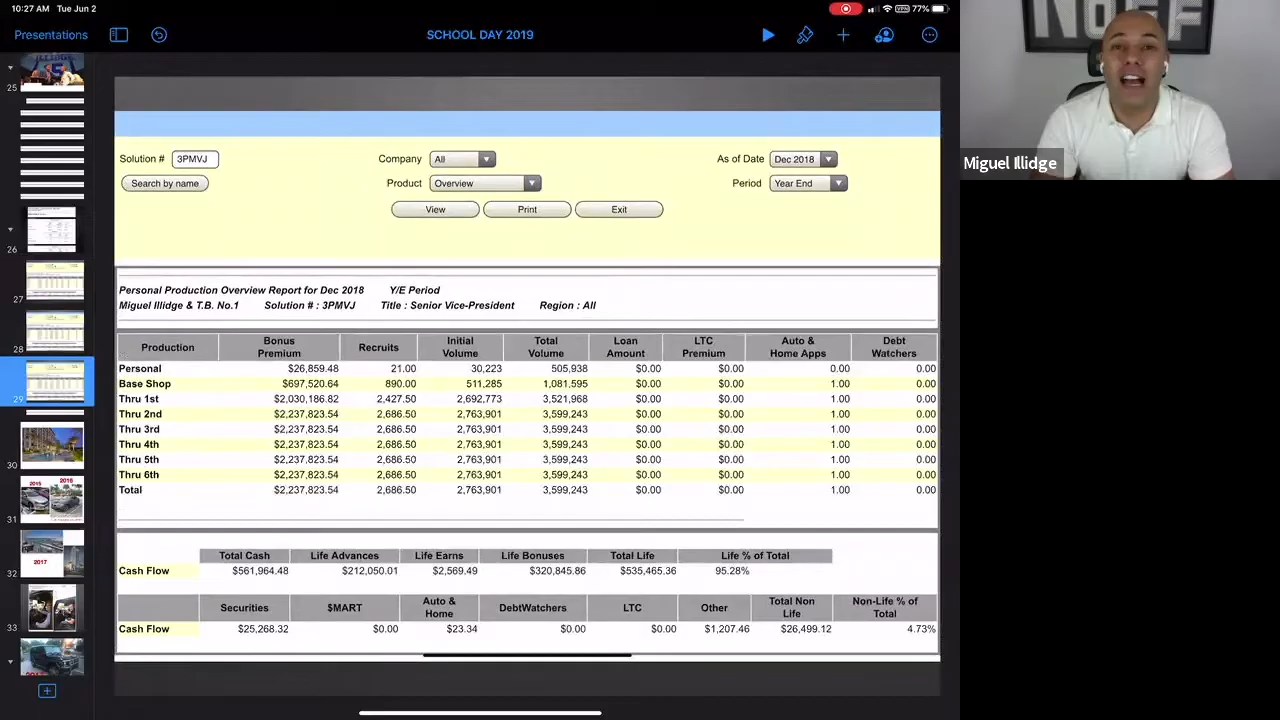 10:27 AM Tue Jun 2
VPN 77%
Presentations
SCHOOL DAY 2019
Solution # 3PMVJ
Company All
As of Date Dec 2018
Search by name
Product Overview
Period Year End
View Print Exit
Personal Production Overview Report for Dec 2018 Y/E Period
Miguel Illidge & T.B. No.1 Solution # : 3PMVJ Title : Senior Vice-President Region : All
Production Bonus Premium Recruits Initial Volume Total Volume Loan Amount LTC Premium Auto & Home Apps Debt Watchers
Personal $26,859.48 21.00 30,223 505,938 $0.00 $0.00 0.00 0.00
Base Shop $697,520.64 890.00 511,285 1,081,595 $0.00 $0.00 1.00 0.00
Thru 1st $2,030,186.82 2,427.50 2,692,773 3,521,968 $0.00 $0.00 1.00 0.00
Thru 2nd $2,237,823.54 2,686.50 2,763,901 3,599,243 $0.00 $0.00 1.00 0.00
Thru 3rd $2,237,823.54 2,686.50 2,763,901 3,599,243 $0.00 $0.00 1.00 0.00
Thru 4th $2,237,823.54 2,686.50 2,763,901 3,599,243 $0.00 $0.00 1.00 0.00
Thru 5th $2,237,823.54 2,686.50 2,763,901 3,599,243 $0.00 $0.00 1.00 0.00
Thru 6th $2,237,823.54 2,686.50 2,763,901 3,599,243 $0.00 $0.00 1.00 0.00
Total $2,237,823.54 2,686.50 2,763,901 3,599,243 $0.00 $0.00 1.00 0.00
Total Cash Life Advances Life Earns Life Bonuses Total Life Life % of Total
Cash Flow $561,964.48 $212,050.01 $2,569.49 $320,845.86 $535,465.36 95.28%
Securities $MART Auto & Home DebtWatchers LTC Other Total Non Life Non-Life % of Total
Cash Flow $25,268.32 $0.00 $23.34 $0.00 $0.00 $1,207.46 $26,499.12 4.73%
25
26
27
28
29
30
2015 2016
31
2017
32
33
Miguel Illidge